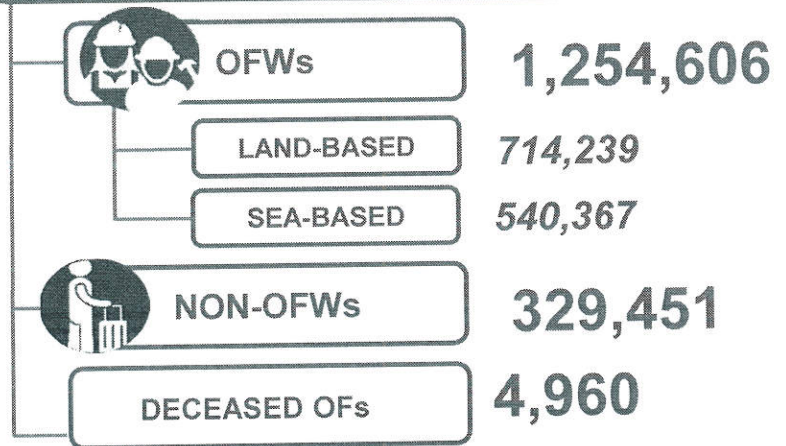 OFWs 1,254,606
LAND-BASED 714,239
SEA-BASED 540,367
NON-OFWs 329,451
DECEASED OFs 4,960